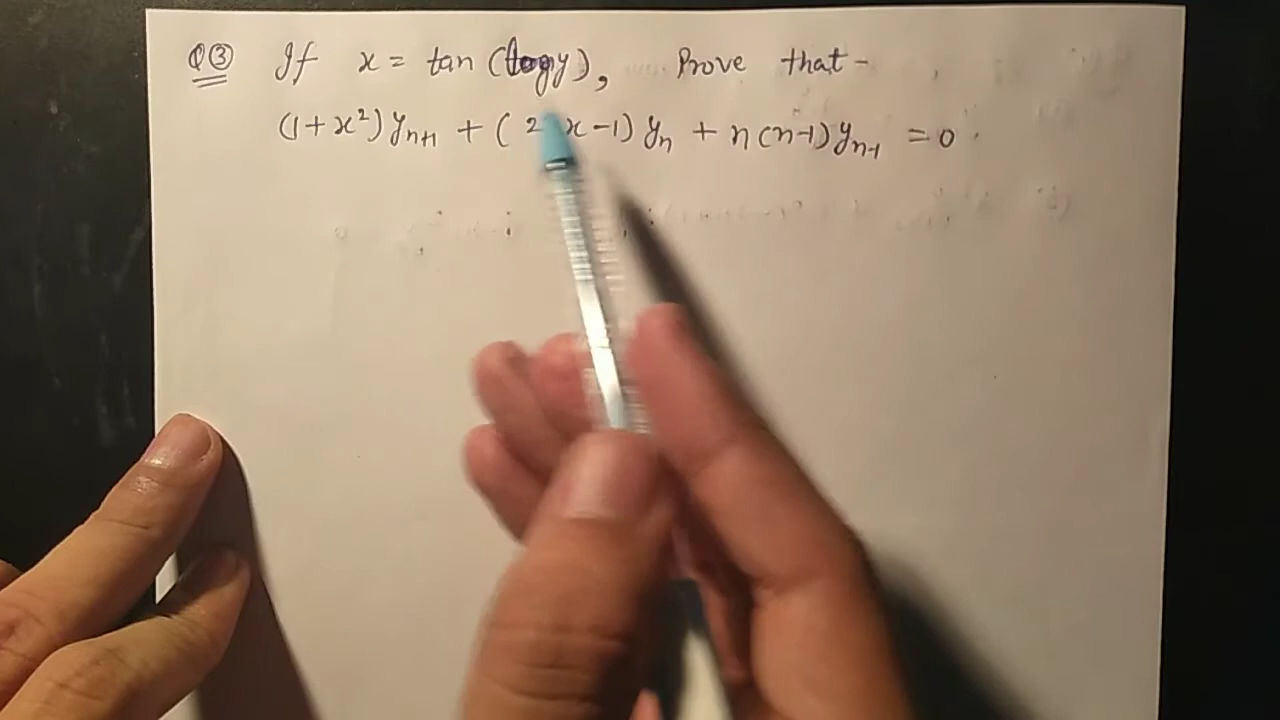 Q③ If x = tan (logy), Prove that -
(1+x²) yₙ₊₁ + ( 2 x-1) yₙ + n(n-1) yₙ₋₁ = 0